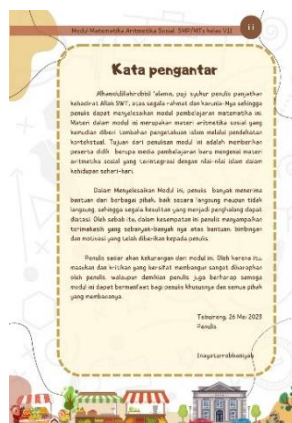 Modul Matematika Aritmatika Sosial SMP/MTs kelas VII
ii
Kata pengantar
Alhamdulillahrobbil 'alamin, puji syukur penulis panjatkan
kehadirat Allah SWT, atas segala rahmat dan karunia-Nya sehingga
penulis dapat menyelesaikan modul pembelajaran matematika ini.
Materi dalam modul ini merupakan materi aritmatika sosial yang
kemudian diberi tambahan pengetahuan islam melalui pendekatan
kontekstual. Tujuan dari penulisan modul ini adalah memberikan
peserta didik berupa media pembelajaran baru mengenai materi
aritmatika sosial yang terintegrasi dengan nilai-nilai islam dalam
kehidupan sehari-hari.
Dalam Menyelesaikan Modul ini, penulis banyak menerima
bantuan dari berbagai pihak, baik secara langsung maupun tidak
langsung, sehingga segala kesulitan yang menjadi penghalang dapat
diatasi. Oleh sebab itu, dalam kesempatan ini penulis menyampaikan
terimakasih yang sebanyak-banyak nya atas bantuan, bimbingan
dan motivasi yang telah diberikan kepada penulis.
Penulis sadar akan kekurangan dari modul ini. Oleh karena itu
masukan dan kritikan yang bersifat membangun sangat diharapkan
oleh penulis. walaupun demikian penulis juga berharap semoga
modul ini dapat bermanfaat bagi penulis khususnya dan semua pihak
yang membacanya.
26 Mei 2023
Penulis